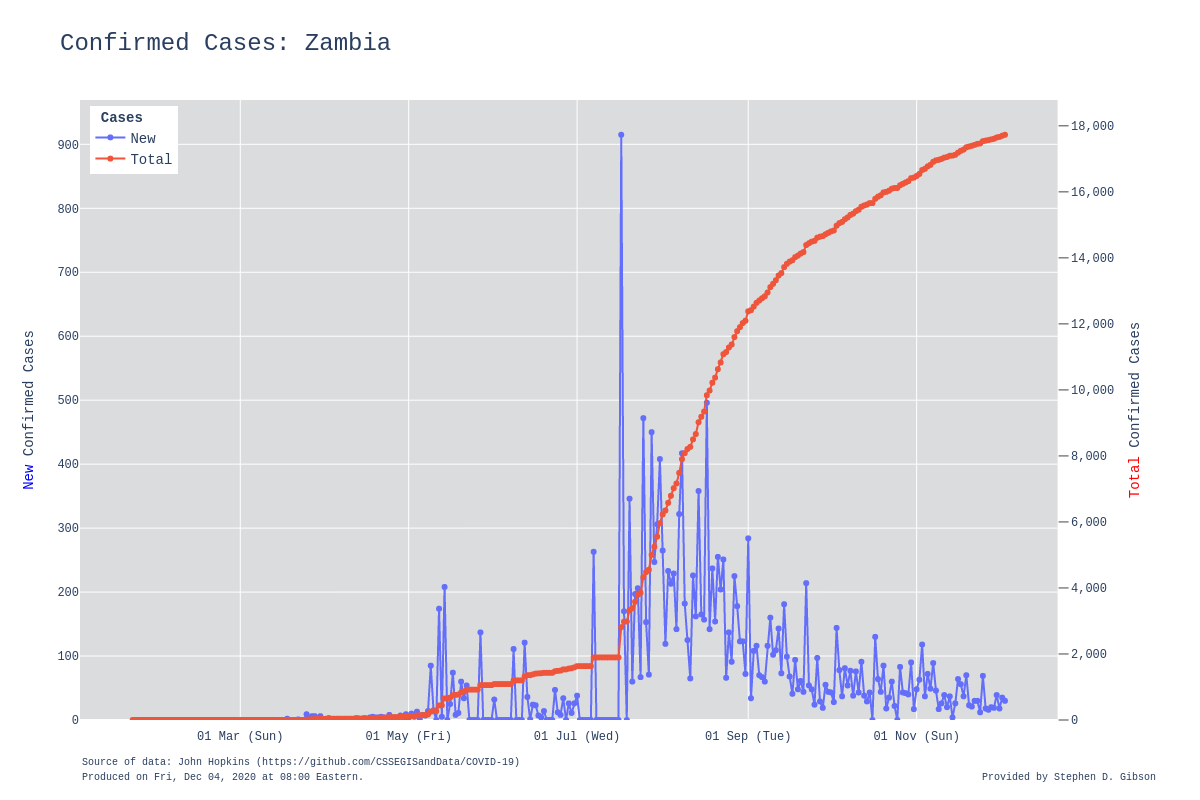 Confirmed Cases: Zambia
Cases
New
Total
900
800
700
600
500
400
300
200
100
0
New Confirmed Cases
18,000
16,000
14,000
12,000
10,000
8,000
6,000
4,000
2,000
0
Total Confirmed Cases
01 Mar (Sun)
01 May (Fri)
01 Jul (Wed)
01 Sep (Tue)
01 Nov (Sun)
Source of data: John Hopkins (https://github.com/CSSEGISandData/COVID-19)
Produced on Fri, Dec 04, 2020 at 08:00 Eastern.
Provided by Stephen D. Gibson